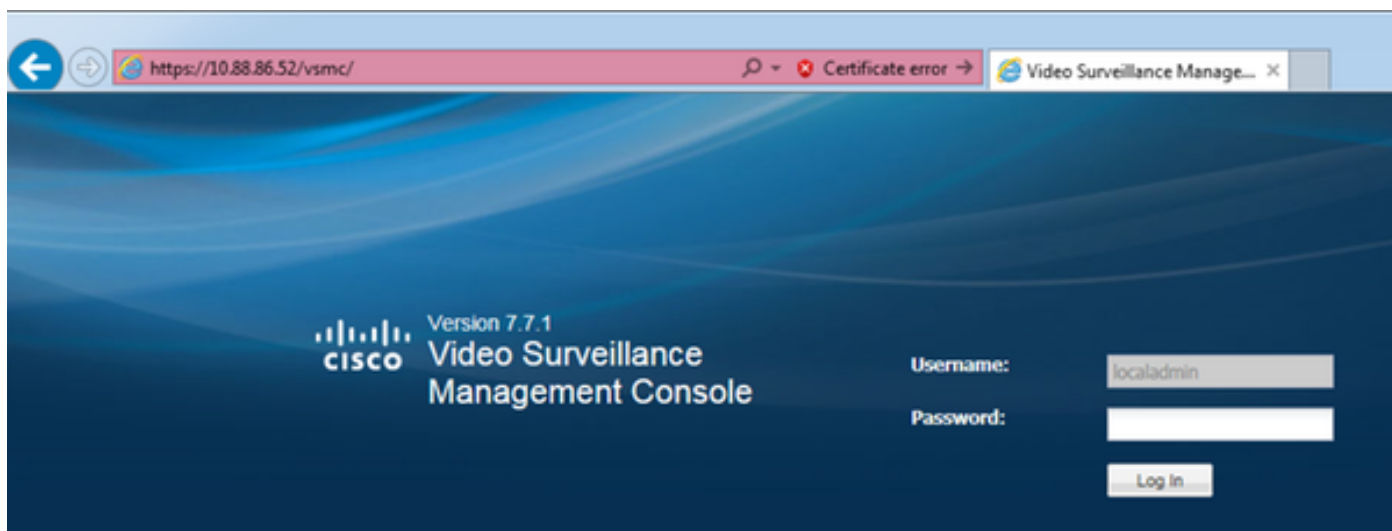 https://10.88.86.52/vsmc/
Certificate error
Video Surveillance Manage...
CISCO
Version 7.7.1
Video Surveillance
Management Console
Username:
localadmin
Password:
Log In